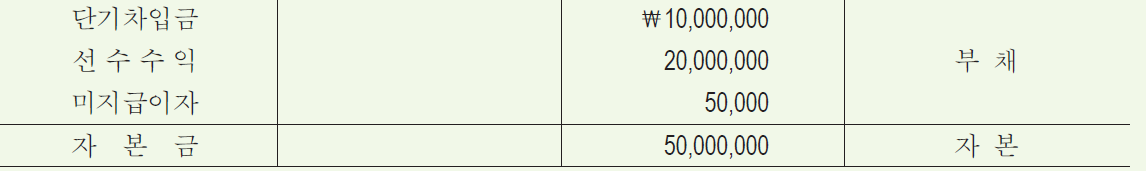 단기차입금 ₩10,000,000
선 수 수 익 20,000,000 부 채
미지급이자 50,000
자 본 금 50,000,000 자 본